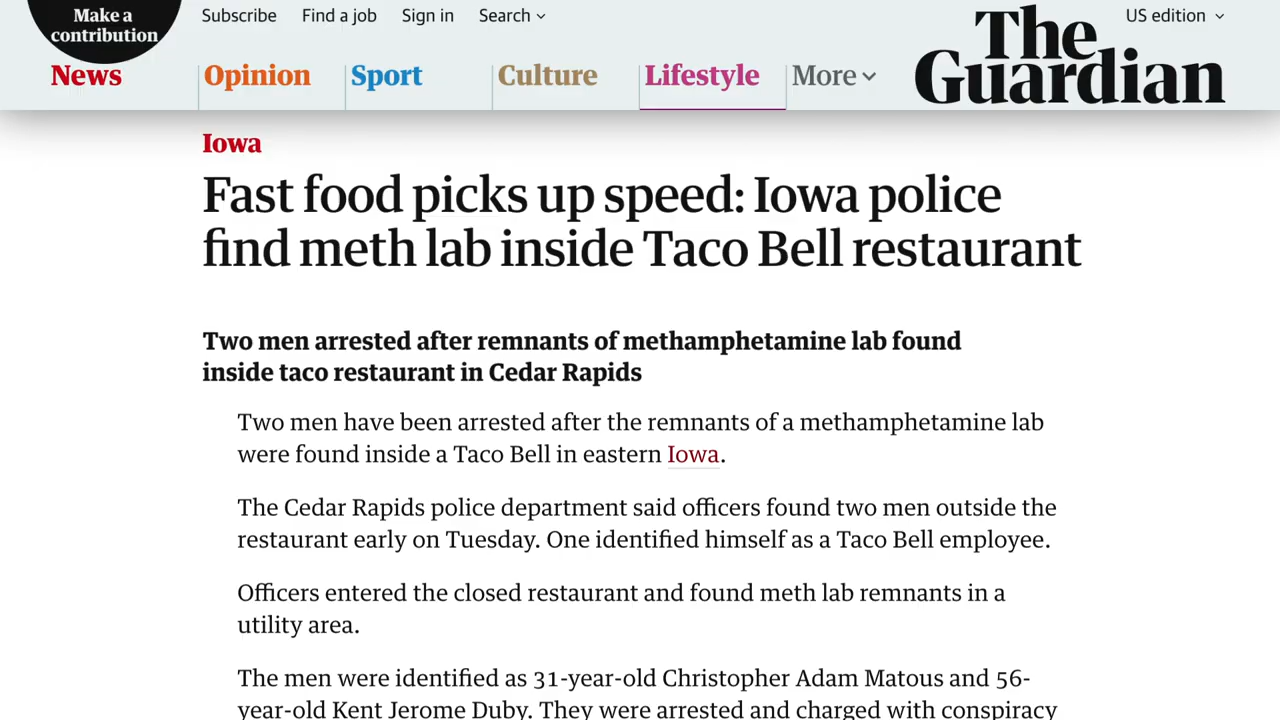 Make a
contribution
Subscribe Find a job Sign in Search
US edition
The
Guardian
News Opinion Sport Culture Lifestyle More
Iowa
Fast food picks up speed: Iowa police
find meth lab inside Taco Bell restaurant
Two men arrested after remnants of methamphetamine lab found
inside taco restaurant in Cedar Rapids
Two men have been arrested after the remnants of a methamphetamine lab
were found inside a Taco Bell in eastern Iowa.
The Cedar Rapids police department said officers found two men outside the
restaurant early on Tuesday. One identified himself as a Taco Bell employee.
Officers entered the closed restaurant and found meth lab remnants in a
utility area.
The men were identified as 31-year-old Christopher Adam Matous and 56-
year-old Kent Jerome Duby. They were arrested and charged with conspiracy